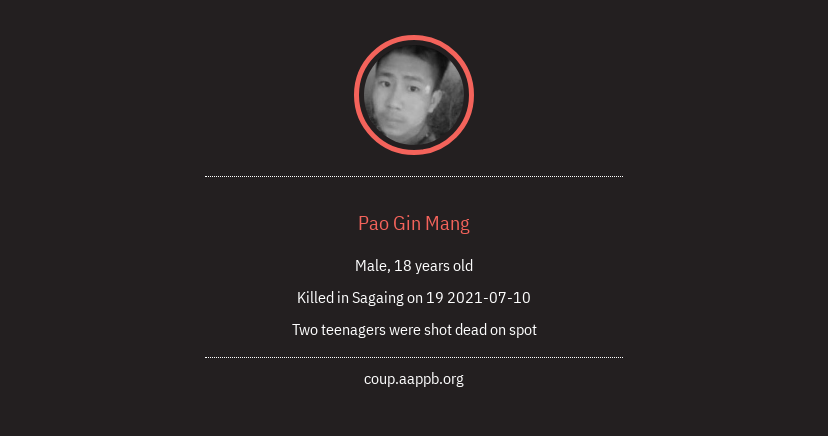 Pao Gin Mang
Male, 18 years old
Killed in Sagaing on 19 2021-07-10
Two teenagers were shot dead on spot
coup.aappb.org